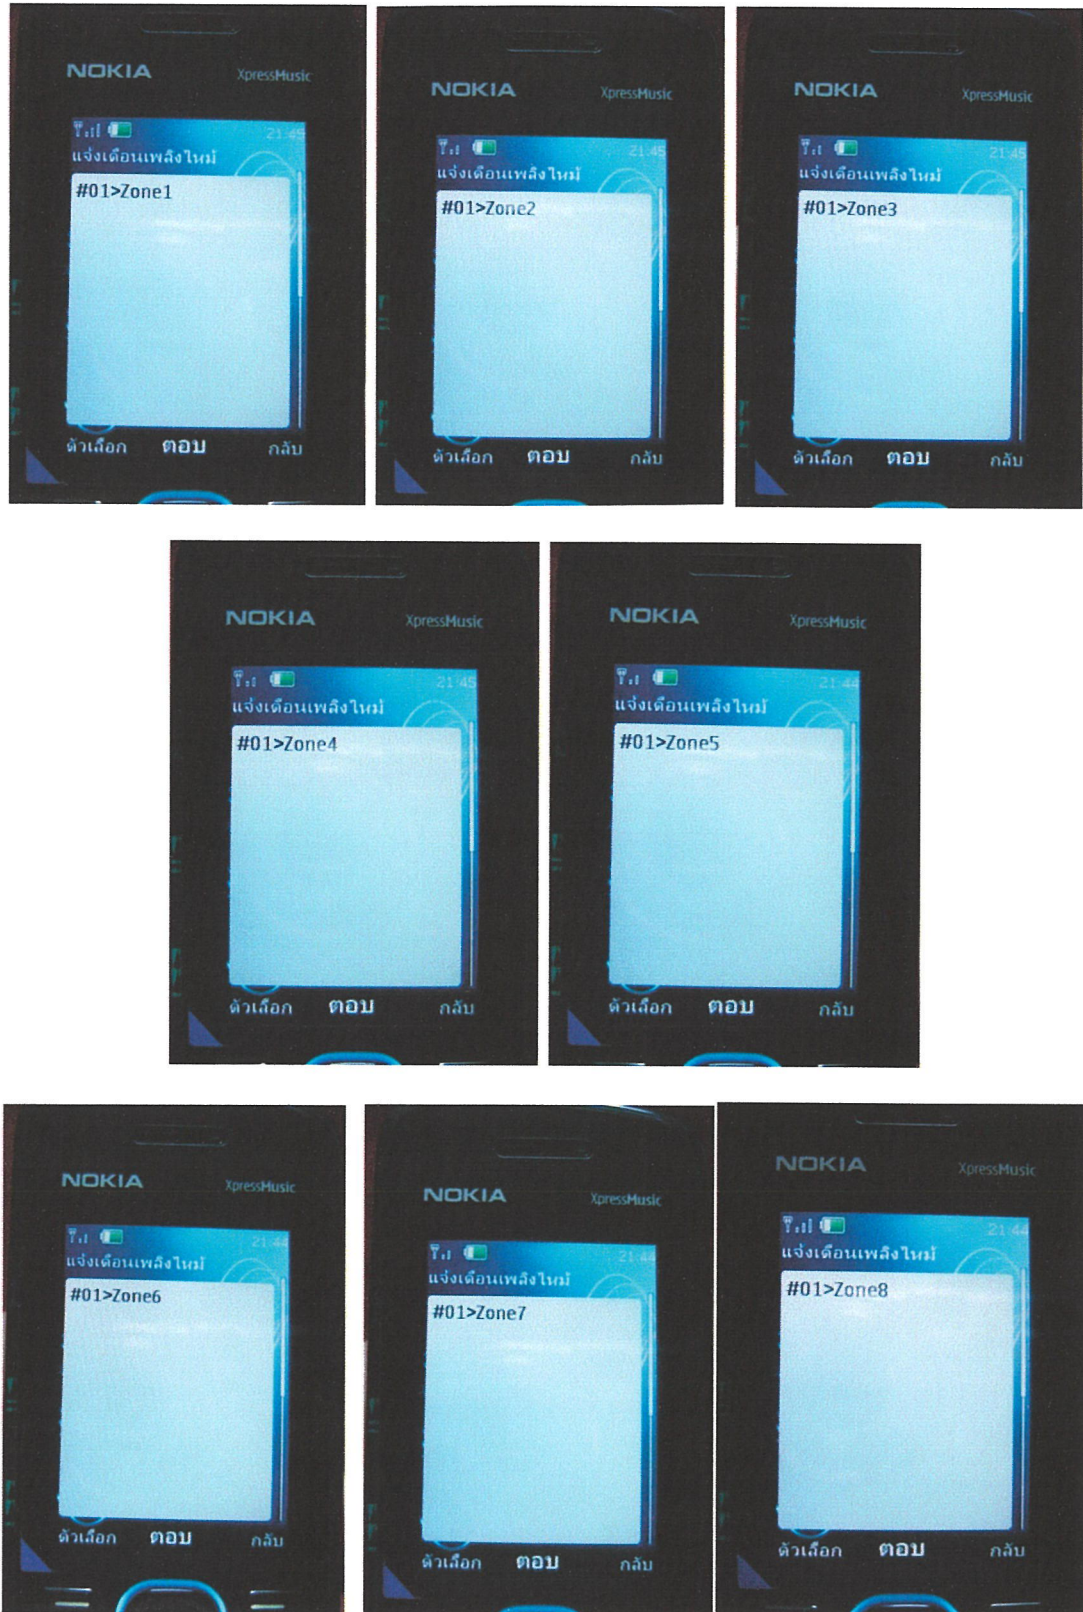 NOKIA XpressMusic
21:45
แจ้งเตือนเพลิงไหม้
#01>Zone1
ตัวเลือก ตอบ กลับ
NOKIA XpressMusic
21:45
แจ้งเตือนเพลิงไหม้
#01>Zone2
ตัวเลือก ตอบ กลับ
NOKIA XpressMusic
21:45
แจ้งเตือนเพลิงไหม้
#01>Zone3
ตัวเลือก ตอบ กลับ
NOKIA XpressMusic
21:45
แจ้งเตือนเพลิงไหม้
#01>Zone4
ตัวเลือก ตอบ กลับ
NOKIA XpressMusic
21:44
แจ้งเตือนเพลิงไหม้
#01>Zone5
ตัวเลือก ตอบ กลับ
NOKIA XpressMusic
21:44
แจ้งเตือนเพลิงไหม้
#01>Zone6
ตัวเลือก ตอบ กลับ
NOKIA XpressMusic
21:44
แจ้งเตือนเพลิงไหม้
#01>Zone7
ตัวเลือก ตอบ กลับ
NOKIA XpressMusic
21:44
แจ้งเตือนเพลิงไหม้
#01>Zone8
ตัวเลือก ตอบ กลับ